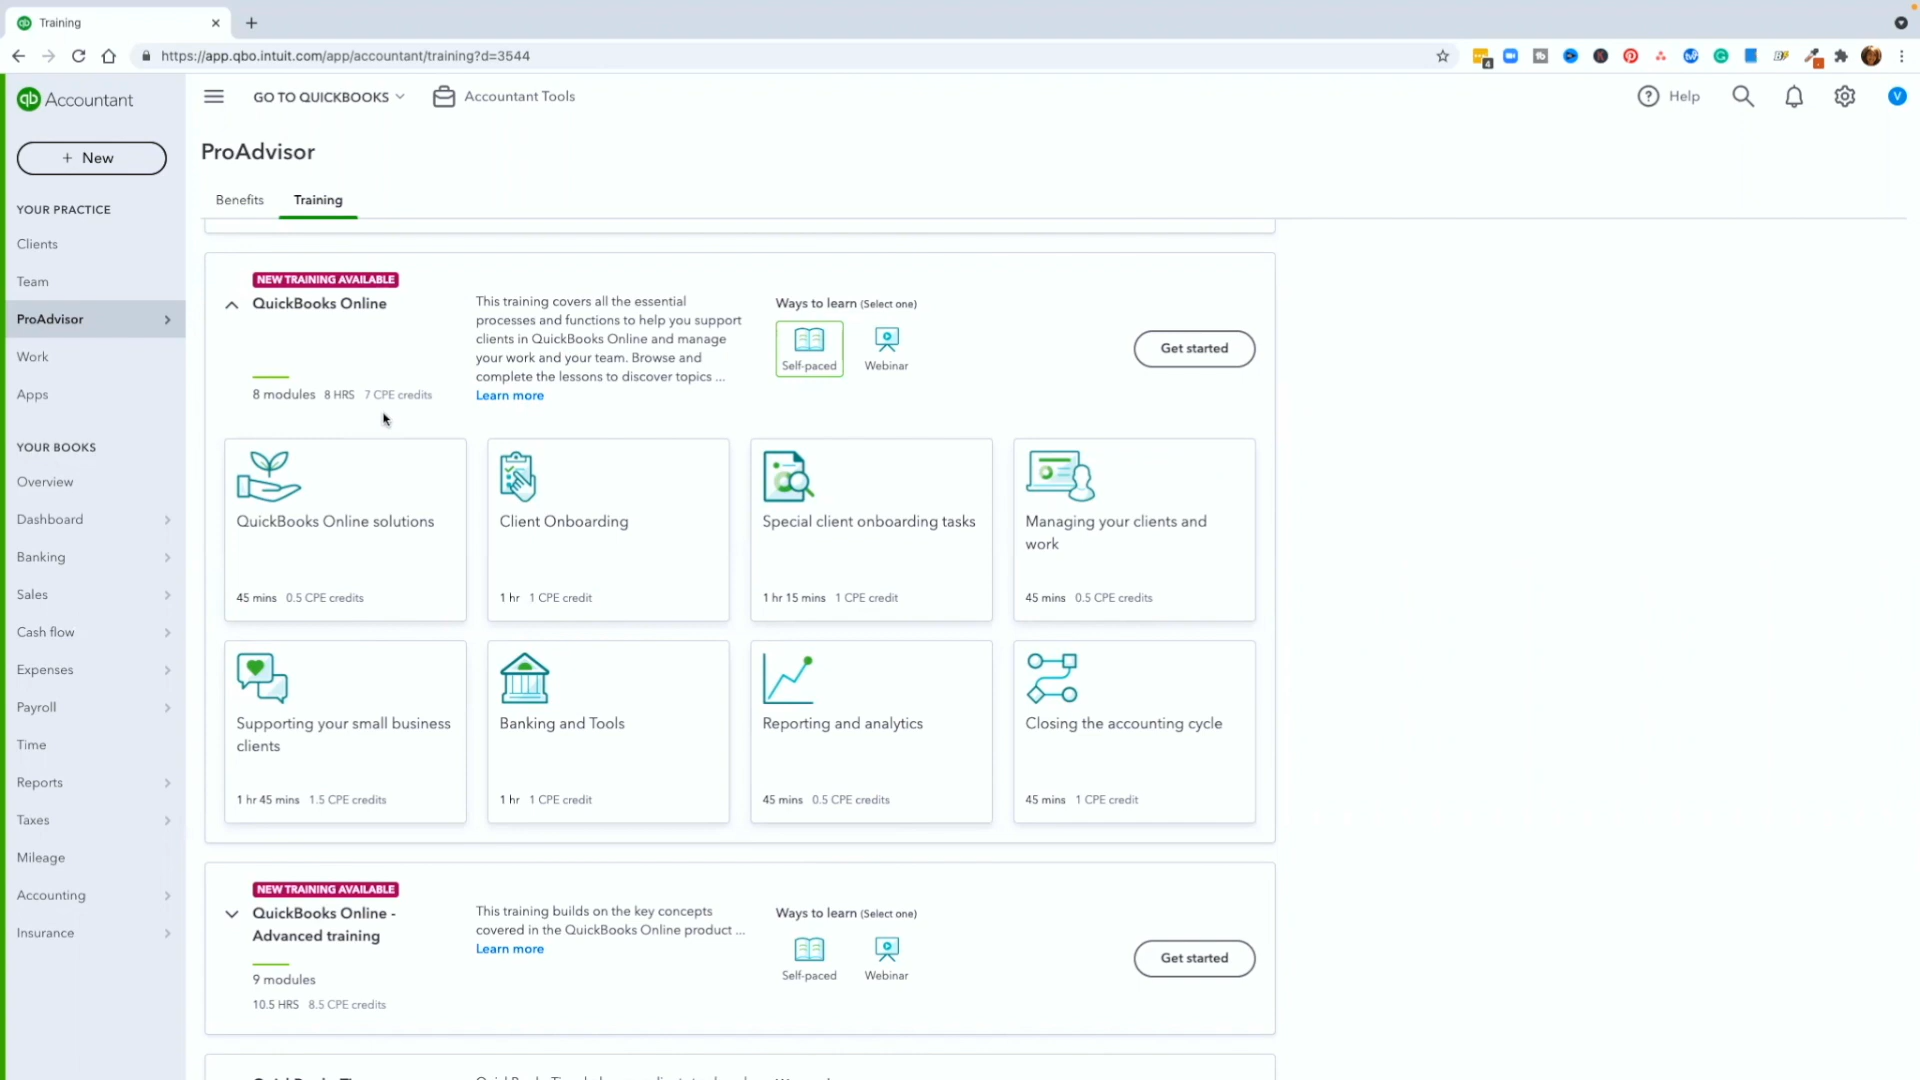 Training
https://app.qbo.intuit.com/app/accountant/training?d=3544
4
qb Accountant
GO TO QUICKBOOKS
Accountant Tools
Help
V
+ New
ProAdvisor
Benefits
Training
YOUR PRACTICE
Clients
Team
ProAdvisor
Work
Apps
YOUR BOOKS
Overview
Dashboard
Banking
Sales
Cash flow
Expenses
Payroll
Time
Reports
Taxes
Mileage
Accounting
Insurance
NEW TRAINING AVAILABLE
QuickBooks Online
8 modules 8 HRS 7 CPE credits
This training covers all the essential
processes and functions to help you support
clients in QuickBooks Online and manage
your work and your team. Browse and
complete the lessons to discover topics ...
Learn more
Ways to learn (Select one)
Self-paced
Webinar
Get started
QuickBooks Online solutions
45 mins 0.5 CPE credits
Client Onboarding
1 hr 1 CPE credit
Special client onboarding tasks
1 hr 15 mins 1 CPE credit
Managing your clients and
work
45 mins 0.5 CPE credits
Supporting your small business
clients
1 hr 45 mins 1.5 CPE credits
Banking and Tools
1 hr 1 CPE credit
Reporting and analytics
45 mins 0.5 CPE credits
Closing the accounting cycle
45 mins 1 CPE credit
NEW TRAINING AVAILABLE
QuickBooks Online -
Advanced training
9 modules
10.5 HRS 8.5 CPE credits
This training builds on the key concepts
covered in the QuickBooks Online product ...
Learn more
Ways to learn (Select one)
Self-paced
Webinar
Get started